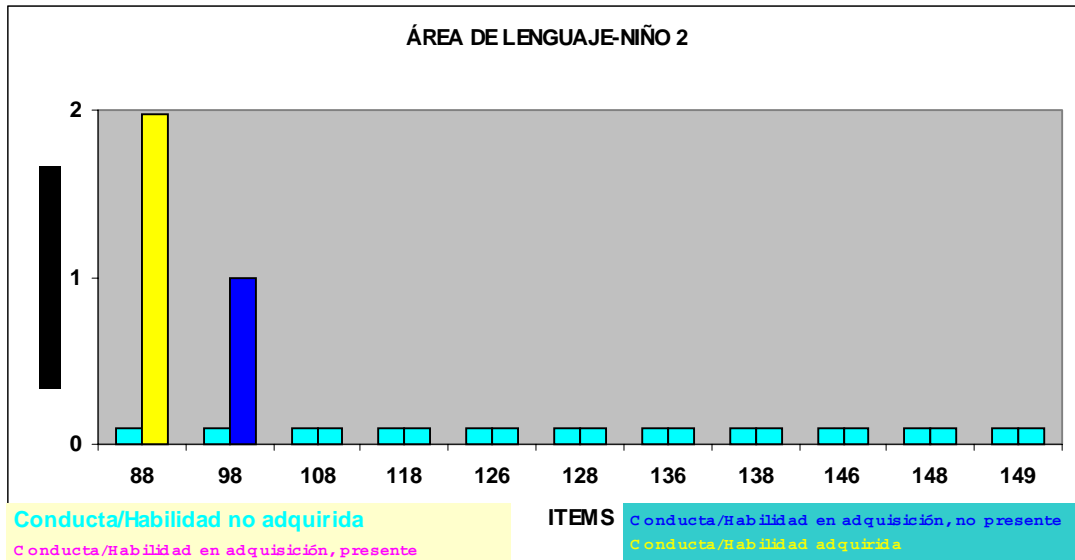 ÁREA DE LENGUAJE-NIÑO 2
2
1
0
88 98 108 118 126 128 136 138 146 148 149
ITEMS
Conducta/Habilidad no adquirida
Conducta/Habilidad en adquisición, presente
Conducta/Habilidad en adquisición, no presente
Conducta/Habilidad adquirida